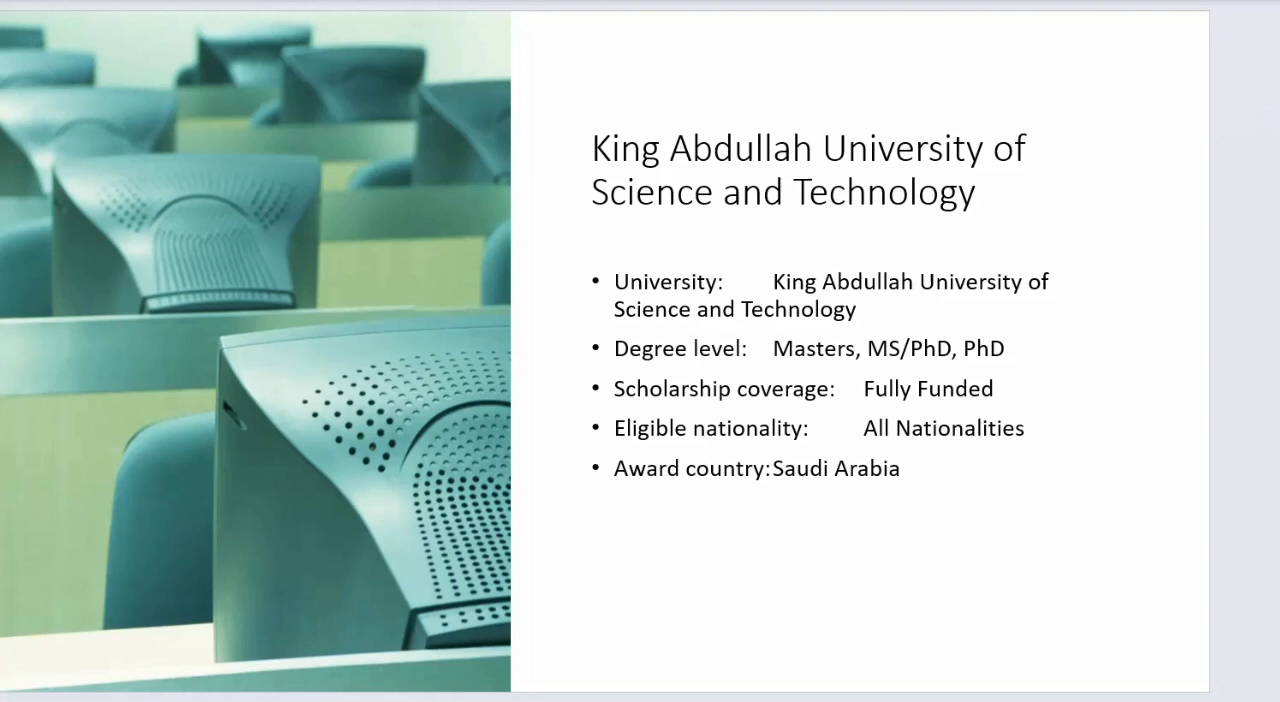 King Abdullah University of
Science and Technology
• University: King Abdullah University of
Science and Technology
• Degree level: Masters, MS/PhD, PhD
• Scholarship coverage: Fully Funded
• Eligible nationality: All Nationalities
• Award country:Saudi Arabia